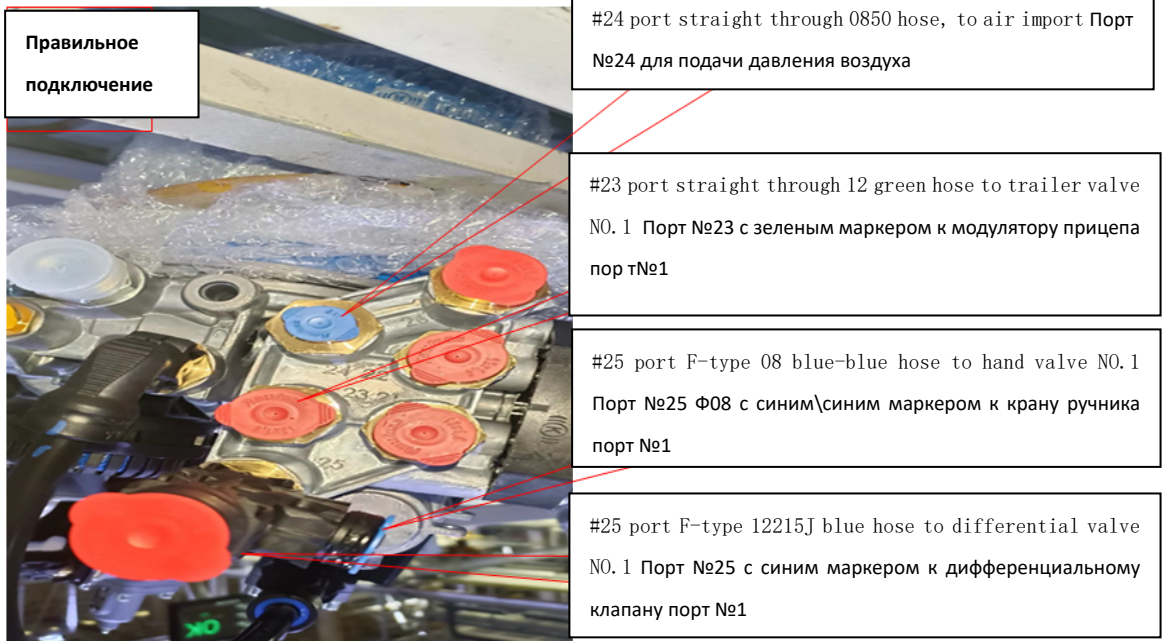 Правильное
подключение
#24 port straight through 0850 hose, to air import Порт
№24 для подачи давления воздуха
#23 port straight through 12 green hose to trailer valve
NO. 1 Порт №23 с зеленым маркером к модулятору прицепа
пор т№1
#25 port F-type 08 blue-blue hose to hand valve NO. 1
Порт №25 Ф08 с синим\синим маркером к крану ручника
порт №1
#25 port F-type 12215J blue hose to differential valve
NO. 1 Порт №25 с синим маркером к дифференциальному
клапану порт №1
24 22
23 21
25
OK